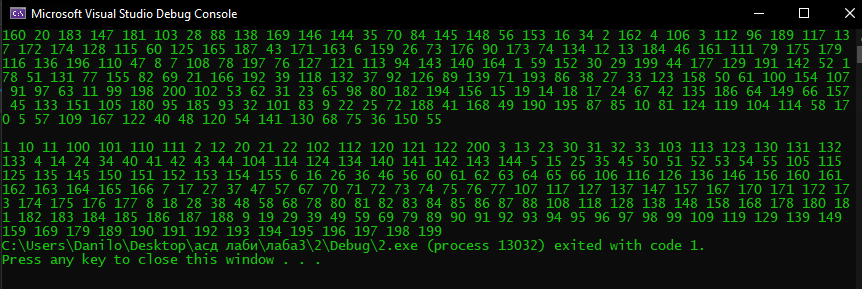 Microsoft Visual Studio Debug Console
160 20 183 147 181 103 28 88 138 169 146 144 35 70 84 145 148 56 153 16 34 2 162 4 106 3 112 96 189 117 13
7 172 174 128 115 60 125 165 187 43 171 163 6 159 26 73 176 90 173 74 134 12 13 184 46 161 111 79 175 179
116 136 196 110 47 8 7 108 78 197 76 127 121 113 94 143 140 164 1 59 152 30 199 44 177 129 191 142 52 1
78 51 131 77 155 82 69 21 166 192 39 118 132 37 92 126 89 139 71 193 86 38 27 33 123 158 50 61 100 154 107
91 97 63 11 99 198 200 102 53 62 31 23 65 98 80 182 194 156 15 19 14 18 17 24 67 42 135 186 64 149 66 157
45 133 151 105 180 95 185 93 32 101 83 9 22 25 72 188 41 168 49 190 195 87 85 10 81 124 119 104 114 58 17
0 5 57 109 167 122 40 48 120 54 141 130 68 75 36 150 55
1 10 11 100 101 110 111 2 12 20 21 22 102 112 120 121 122 200 3 13 23 30 31 32 33 103 113 123 130 131 132
133 4 14 24 34 40 41 42 43 44 104 114 124 134 140 141 142 143 144 5 15 25 35 45 50 51 52 53 54 55 105 115
125 135 145 150 151 152 153 154 155 6 16 26 36 46 56 60 61 62 63 64 65 66 106 116 126 136 146 156 160 161
162 163 164 165 166 7 17 27 37 47 57 67 70 71 72 73 74 75 76 77 107 117 127 137 147 157 167 170 171 172 17
3 174 175 176 177 8 18 28 38 48 58 68 78 80 81 82 83 84 85 86 87 88 108 118 128 138 148 158 168 178 180 18
1 182 183 184 185 186 187 188 9 19 29 39 49 59 69 79 89 90 91 92 93 94 95 96 97 98 99 109 119 129 139 149
159 169 179 189 190 191 192 193 194 195 196 197 198 199
C:\Users\Danilo\Desktop\асд лаби\лаба3\2\Debug\2.exe (process 13032) exited with code 1.
Press any key to close this window . . .